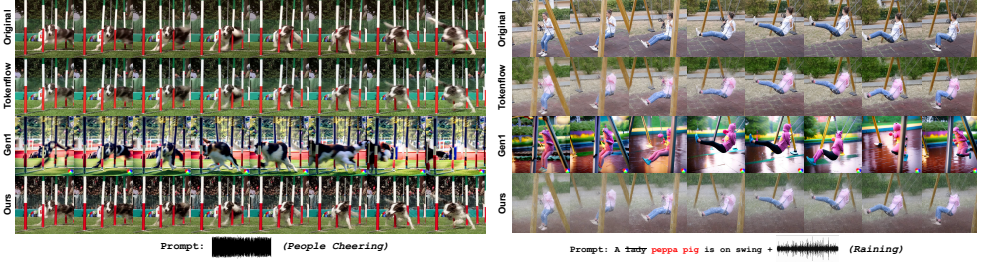 Original
Tokenflow
Gen1
Ours
Prompt: (People Cheering)
Original
Tokenflow
Gen1
Ours
Prompt: A lady peppa pig is on swing + (Raining)